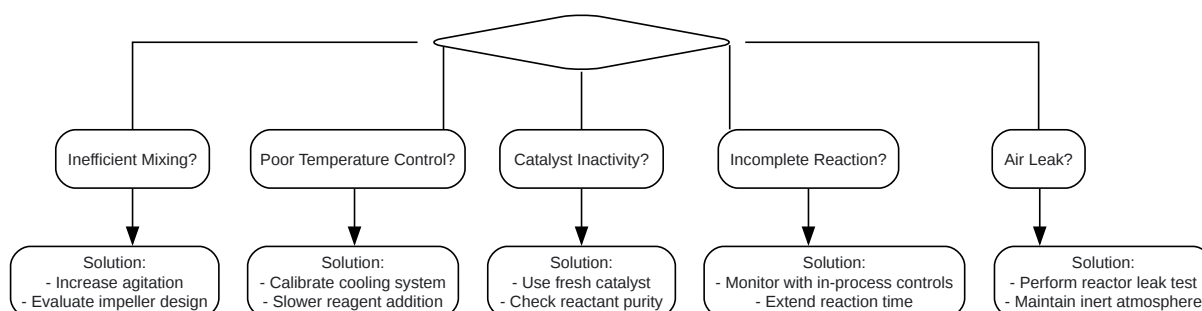 Inefficient Mixing?
Poor Temperature Control?
Catalyst Inactivity?
Incomplete Reaction?
Air Leak?
Solution:
- Increase agitation
- Evaluate impeller design
Solution:
- Calibrate cooling system
- Slower reagent addition
Solution:
- Use fresh catalyst
- Check reactant purity
Solution:
- Monitor with in-process controls
- Extend reaction time
Solution:
- Perform reactor leak test
- Maintain inert atmosphere